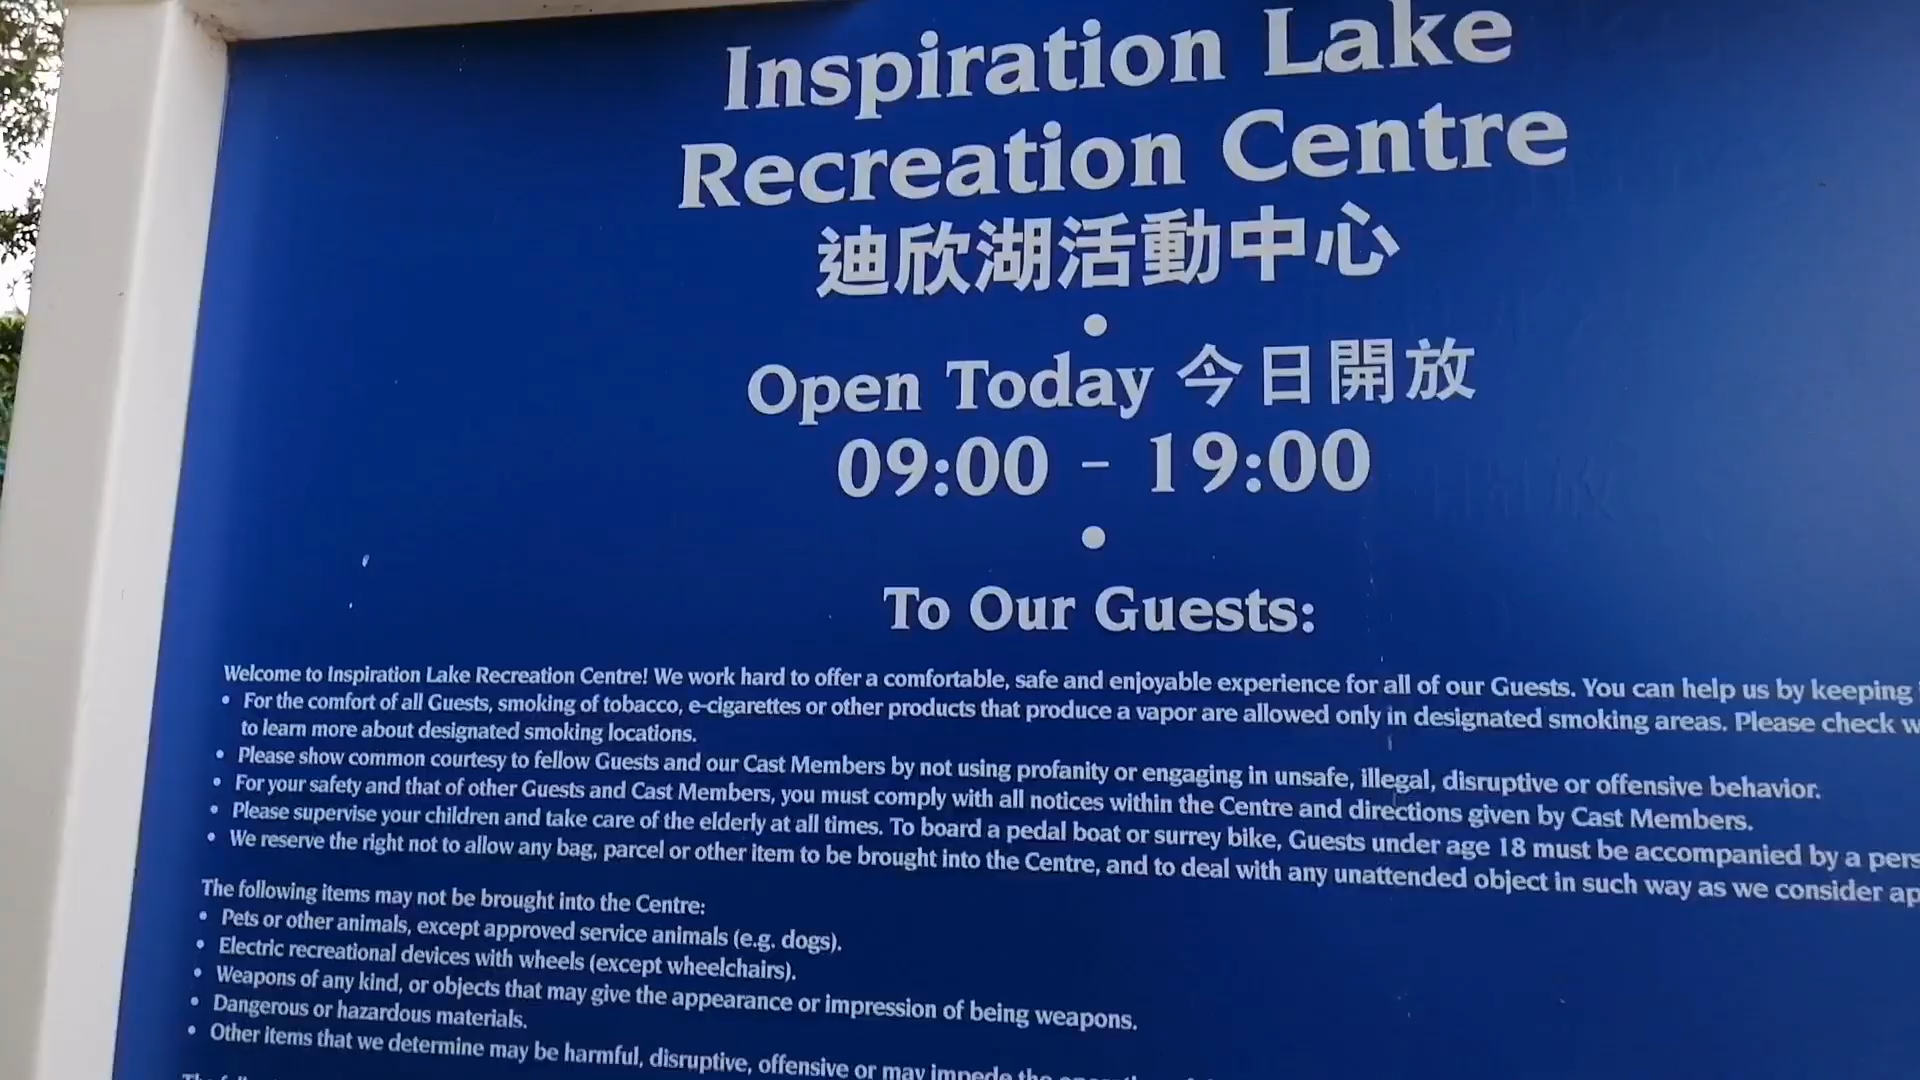 Inspiration Lake
Recreation Centre
迪欣湖活動中心
•
Open Today 今日開放
09:00 – 19:00
•
To Our Guests:
Welcome to Inspiration Lake Recreation Centre! We work hard to offer a comfortable, safe and enjoyable experience for all of our Guests. You can help us by keeping
• For the comfort of all Guests, smoking of tobacco, e-cigarettes or other products that produce a vapor are allowed only in designated smoking areas. Please check
to learn more about designated smoking locations.
• Please show common courtesy to fellow Guests and our Cast Members by not using profanity or engaging in unsafe, illegal, disruptive or offensive behavior.
• For your safety and that of other Guests and Cast Members, you must comply with all notices within the Centre and directions given by Cast Members.
• Please supervise your children and take care of the elderly at all times. To board a pedal boat or surrey bike, Guests under age 18 must be accompanied by a
• We reserve the right not to allow any bag, parcel or other item to be brought into the Centre, and to deal with any unattended object in such way as we consider
The following items may not be brought into the Centre:
• Pets or other animals, except approved service animals (e.g. dogs).
• Electric recreational devices with wheels (except wheelchairs).
• Weapons of any kind, or objects that may give the appearance or impression of being weapons.
• Dangerous or hazardous materials.
• Other items that we determine may be harmful, disruptive, offensive or may impede the